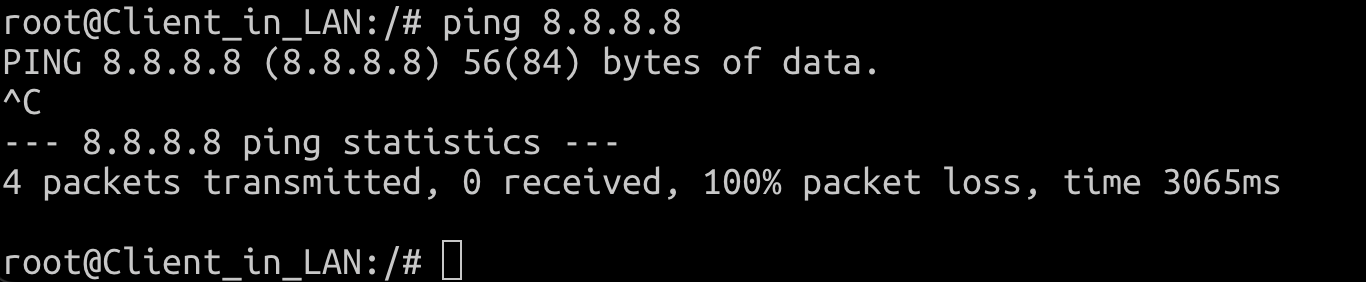 root@Client_in_LAN:/# ping 8.8.8.8
PING 8.8.8.8 (8.8.8.8) 56(84) bytes of data.
^C
--- 8.8.8.8 ping statistics ---
4 packets transmitted, 0 received, 100% packet loss, time 3065ms
root@Client_in_LAN:/#